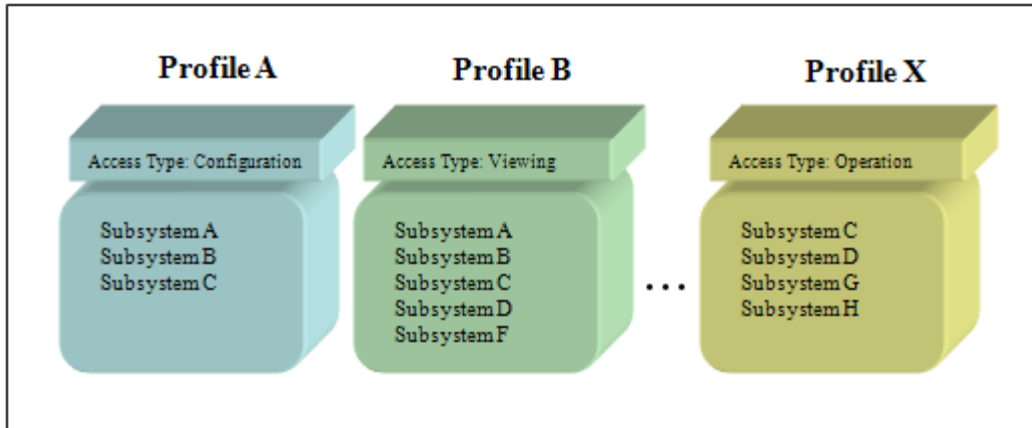 Profile A
Access Type: Configuration
Subsystem A
Subsystem B
Subsystem C
Profile B
Access Type: Viewing
Subsystem A
Subsystem B
Subsystem C
Subsystem D
Subsystem F
...
Profile X
Access Type: Operation
Subsystem C
Subsystem D
Subsystem G
Subsystem H